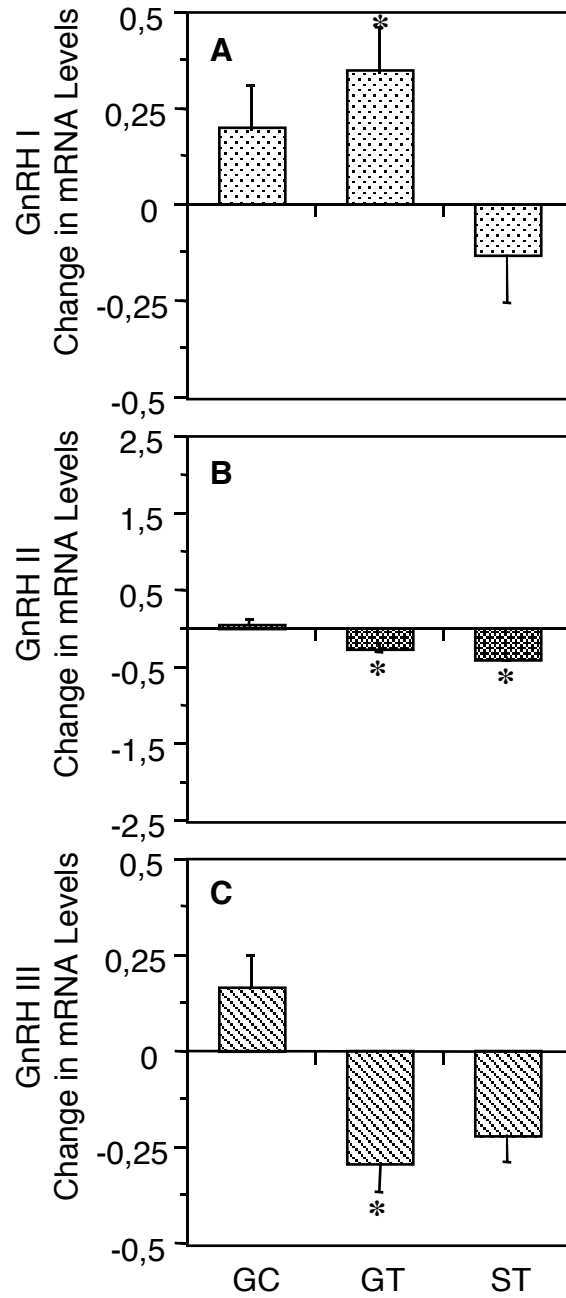 A
GnRH I
Change in mRNA Levels
0,5
0,25
0
-0,25
-0,5
*
B
GnRH II
Change in mRNA Levels
2,5
1,5
0,5
-0,5
-1,5
-2,5
*
*
C
GnRH III
Change in mRNA Levels
0,5
0,25
0
-0,25
-0,5
*
GC GT ST